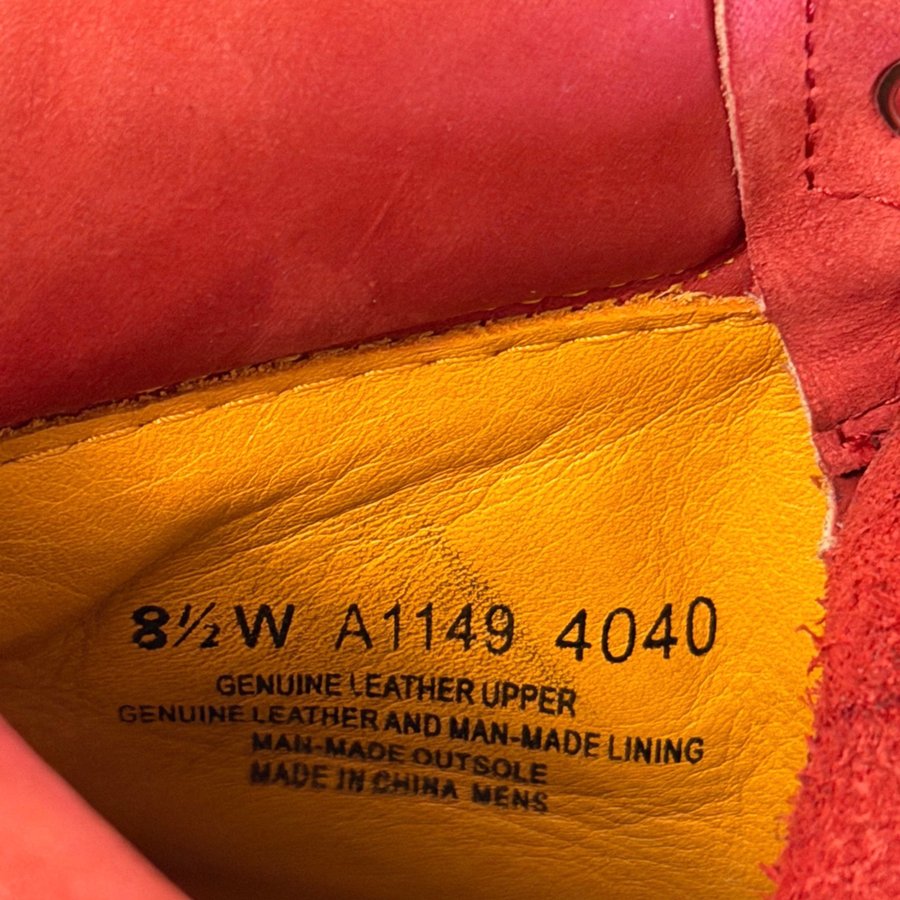 8½ W A1149 4040
GENUINE LEATHER UPPER
GENUINE LEATHER AND MAN-MADE LINING
MAN-MADE OUTSOLE
MADE IN CHINA MENS